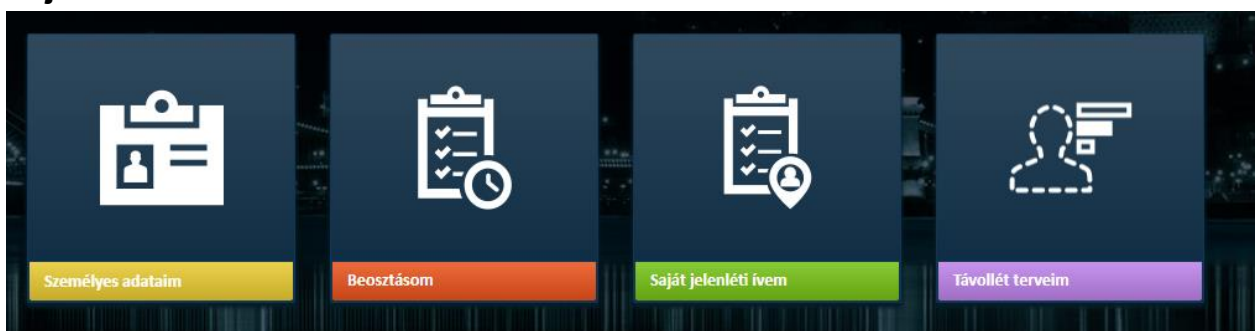 Személyes adataim
Beosztásom
Saját jelenléti ívem
Távollét terveim